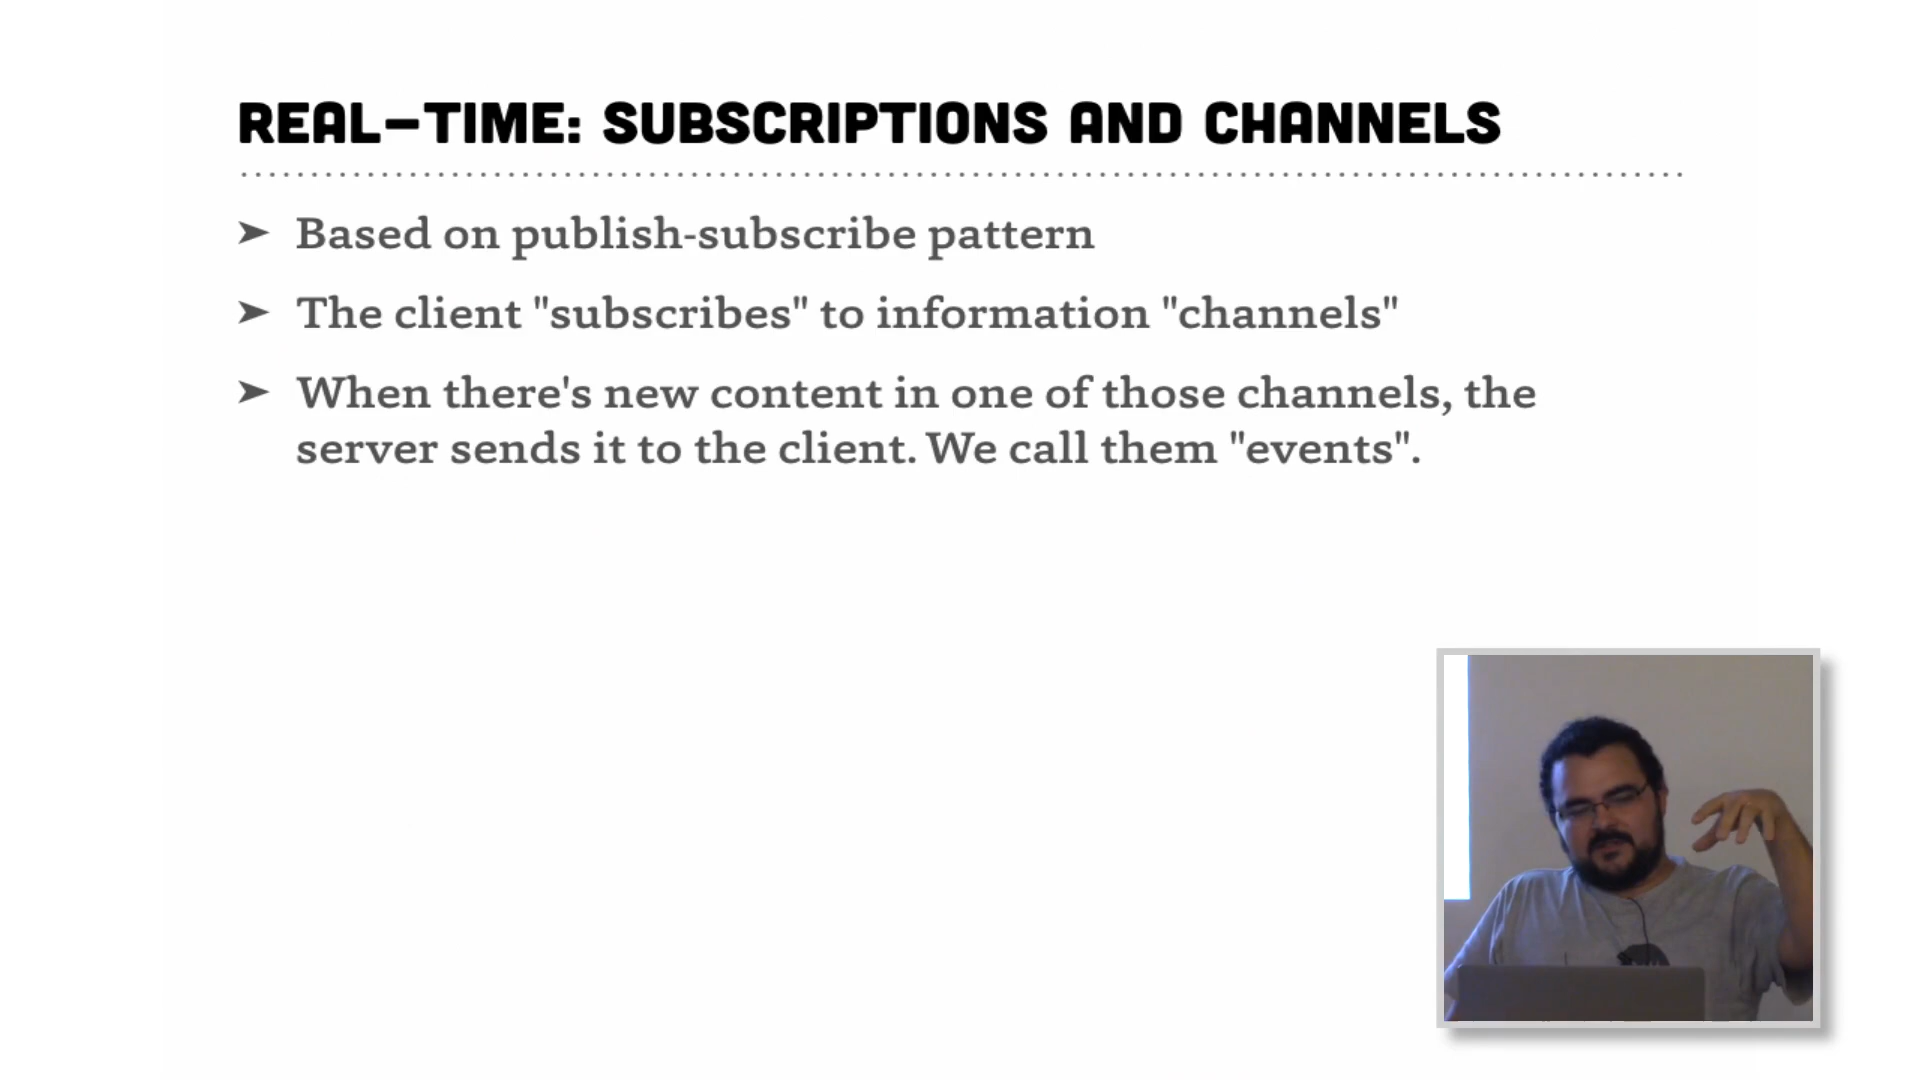 REAL-TIME: SUBSCRIPTIONS AND CHANNELS
➤ Based on publish-subscribe pattern
➤ The client "subscribes" to information "channels"
➤ When there's new content in one of those channels, the
server sends it to the client. We call them "events".